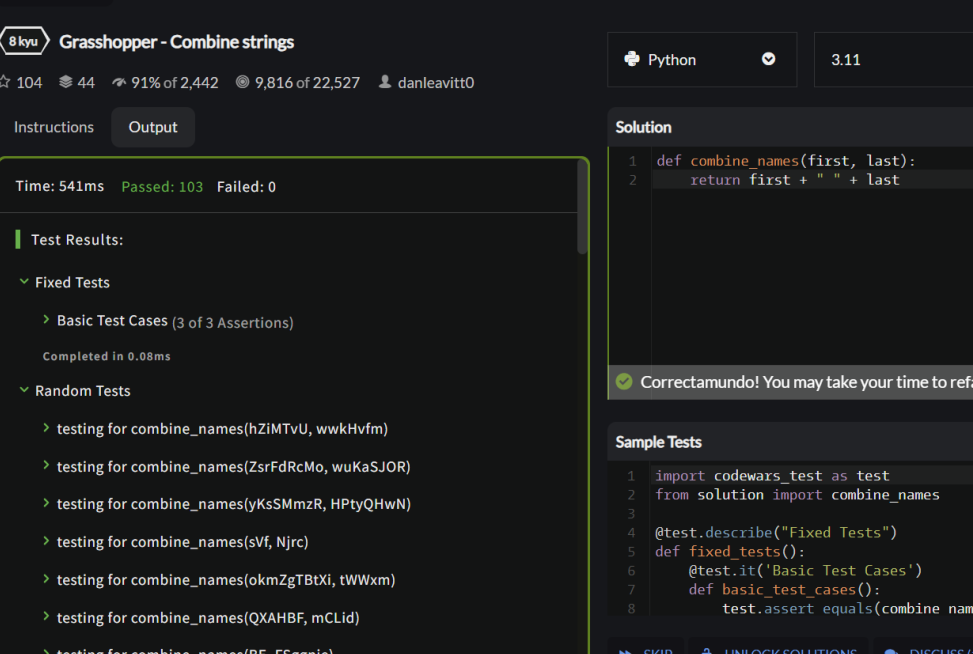 8 kyu Grasshopper - Combine strings
104 44 91% of 2,442 9,816 of 22,527 danleavitt0
Instructions Output
Time: 541ms Passed: 103 Failed: 0
Test Results:
Fixed Tests
Basic Test Cases (3 of 3 Assertions)
Completed in 0.08ms
Random Tests
testing for combine_names(hZiMTvU, wwkHvfm)
testing for combine_names(ZsrFdRcMo, wuKaSJOR)
testing for combine_names(yKsSMmzR, HPtyQHwN)
testing for combine_names(sVf, Njrc)
testing for combine_names(okmZgTBtXi, tWWxm)
testing for combine_names(QXAHBF, mCLid)
Python 3.11
Solution
1 def combine_names(first, last):
2 return first + " " + last
Correctamundo! You may take your time to refa
Sample Tests
1 import codewars_test as test
2 from solution import combine_names
3
4 @test.describe("Fixed Tests")
5 def fixed_tests():
6 @test.it('Basic Test Cases')
7 def basic_test_cases():
8 test.assert_equals(combine_nam
SKIP UNLOCK SOLUTIONS DISCUSS